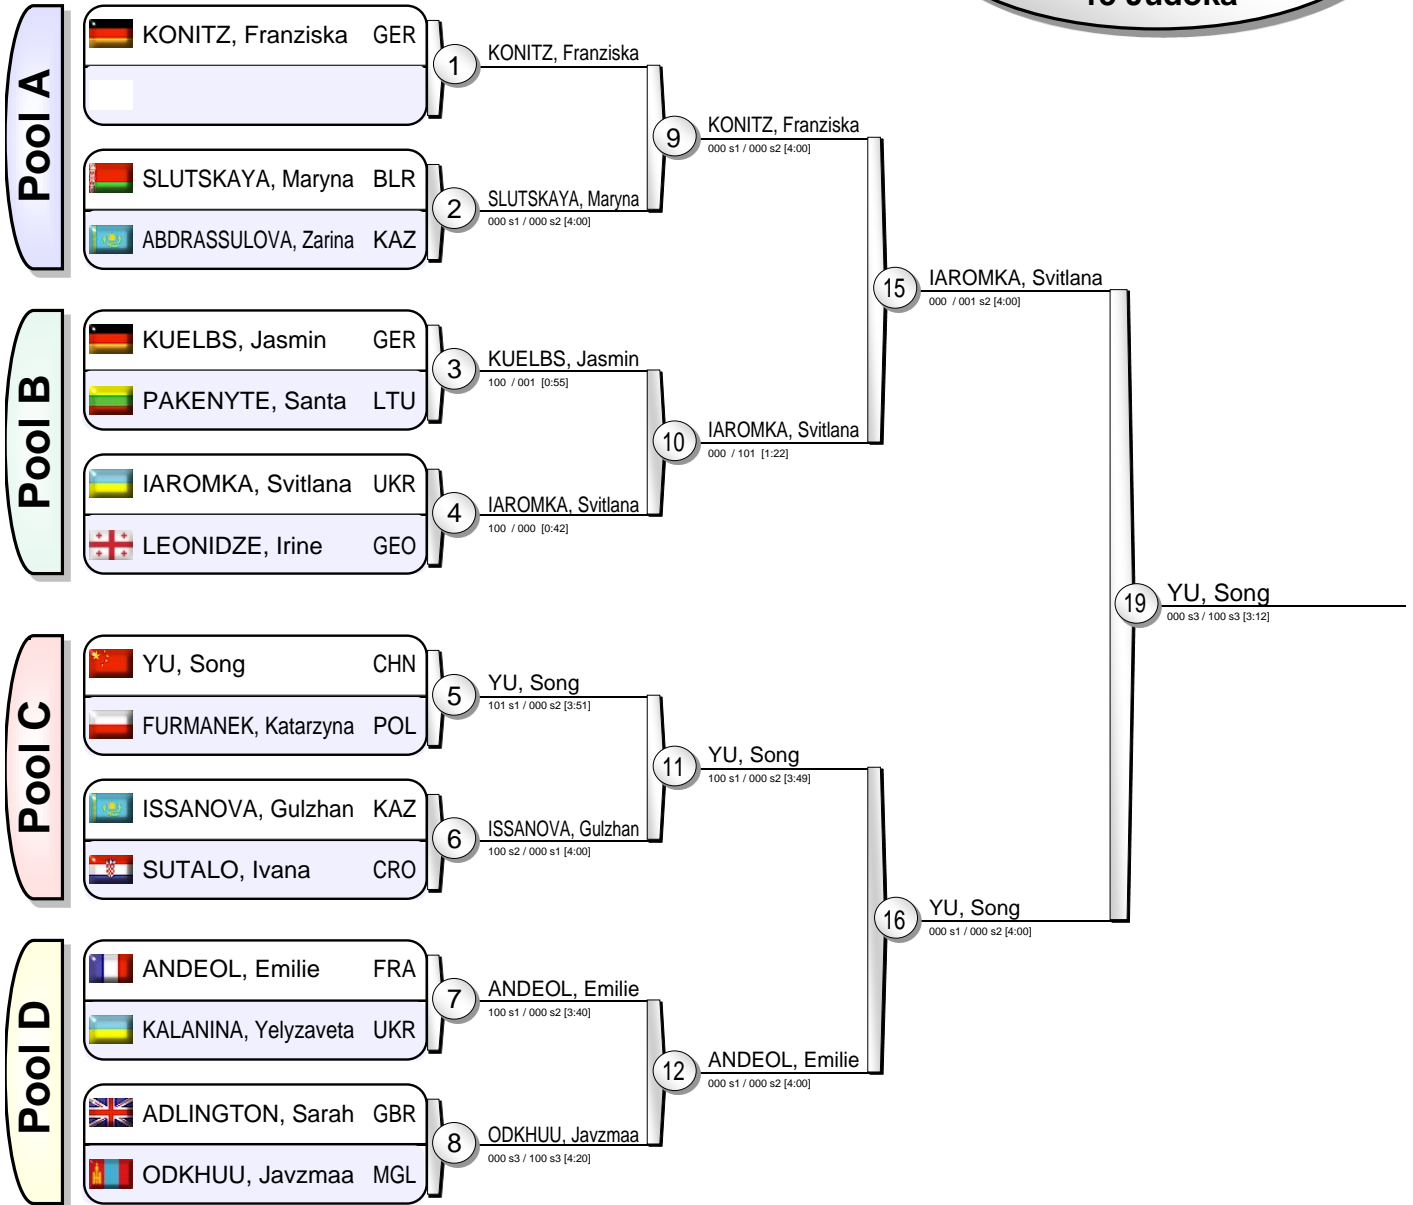 Pool A
KONITZ, Franziska GER
SLUTSKAYA, Maryna BLR
ABDRASSULOVA, Zarina KAZ
Pool B
KUELBS, Jasmin GER
PAKENYTE, Santa LTU
IAROMKA, Svitlana UKR
LEONIDZE, Irine GEO
Pool C
YU, Song CHN
FURMANEK, Katarzyna POL
ISSANOVA, Gulzhan KAZ
SUTALO, Ivana CRO
Pool D
ANDEOL, Emilie FRA
KALANINA, Yelyzaveta UKR
ADLINGTON, Sarah GBR
ODKHUU, Javzmaa MGL
1
KONITZ, Franziska
2
SLUTSKAYA, Maryna
000 s1 / 000 s2 [4:00]
3
KUELBS, Jasmin
100 / 001 [0:55]
4
IAROMKA, Svitlana
100 / 000 [0:42]
5
YU, Song
101 s1 / 000 s2 [3:51]
6
ISSANOVA, Gulzhan
100 s2 / 000 s1 [4:00]
7
ANDEOL, Emilie
100 s1 / 000 s2 [3:40]
8
ODKHUU, Javzmaa
000 s3 / 100 s3 [4:20]
9
KONITZ, Franziska
000 s1 / 000 s2 [4:00]
10
IAROMKA, Svitlana
000 / 101 [1:22]
11
YU, Song
100 s1 / 000 s2 [3:49]
12
ANDEOL, Emilie
000 s1 / 000 s2 [4:00]
15
IAROMKA, Svitlana
000 / 001 s2 [4:00]
16
YU, Song
000 s1 / 000 s2 [4:00]
19
YU, Song
000 s3 / 100 s3 [3:12]